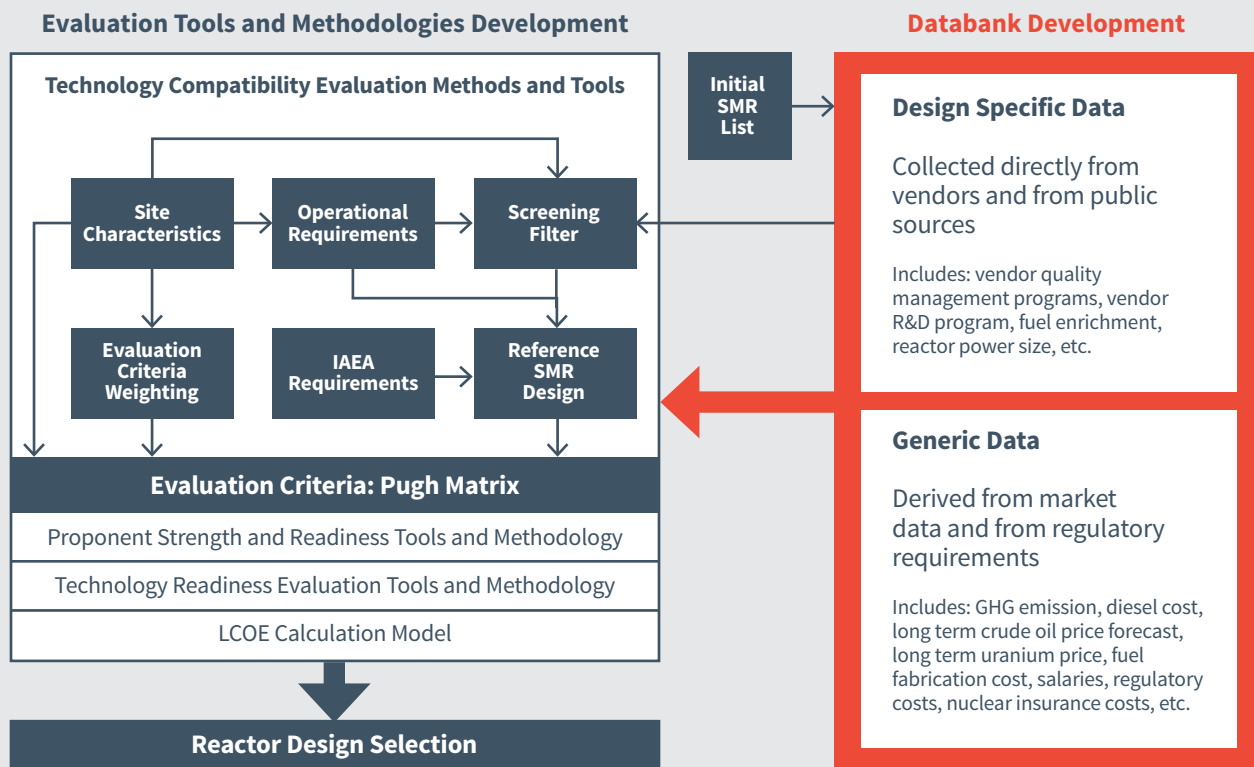 Evaluation Tools and Methodologies Development
Technology Compatibility Evaluation Methods and Tools
Site
Characteristics
Operational
Requirements
Screening
Filter
Evaluation
Criteria
Weighting
IAEA
Requirements
Reference
SMR
Design
Evaluation Criteria: Pugh Matrix
Proponent Strength and Readiness Tools and Methodology
Technology Readiness Evaluation Tools and Methodology
LCOE Calculation Model
Reactor Design Selection
Initial
SMR
List
Databank Development
Design Specific Data
Collected directly from
vendors and from public
sources
Includes: vendor quality
management programs, vendor
R&D program, fuel enrichment,
reactor power size, etc.
Generic Data
Derived from market
data and from regulatory
requirements
Includes: GHG emission, diesel cost,
long term crude oil price forecast,
long term uranium price, fuel
fabrication cost, salaries, regulatory
costs, nuclear insurance costs, etc.